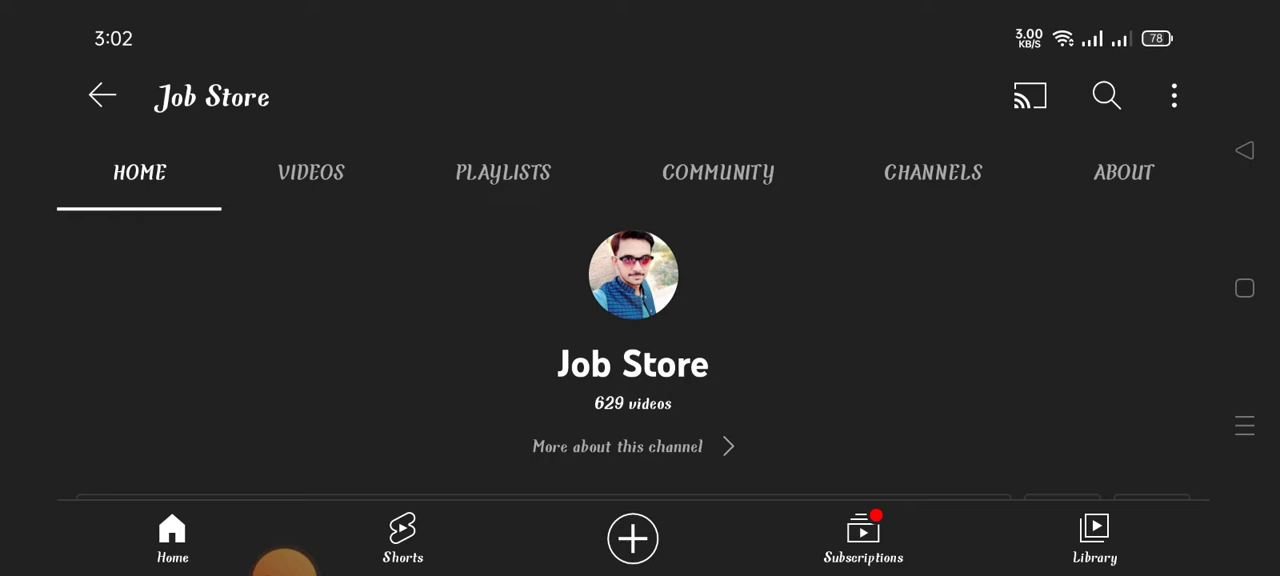 3:02
3.00
KB/S
78
Job Store
HOME VIDEOS PLAYLISTS COMMUNITY CHANNELS ABOUT
Job Store
629 videos
More about this channel
Home Shorts Subscriptions Library